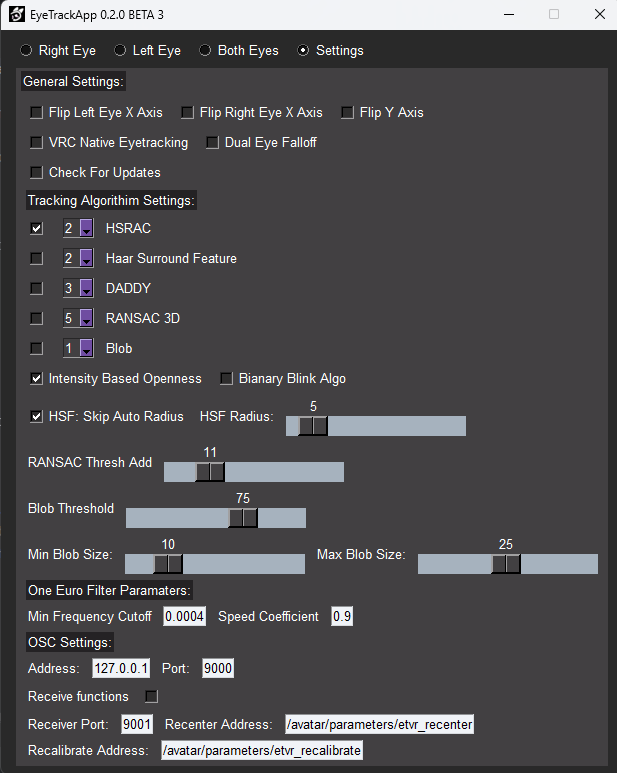 EyeTrackApp 0.2.0 BETA 3
Right Eye Left Eye Both Eyes Settings
General Settings:
Flip Left Eye X Axis Flip Right Eye X Axis Flip Y Axis
VRC Native Eyetracking Dual Eye Falloff
Check For Updates
Tracking Algorithim Settings:
2 HSRAC
2 Haar Surround Feature
3 DADDY
5 RANSAC 3D
1 Blob
Intensity Based Openness Bianary Blink Algo
HSF: Skip Auto Radius HSF Radius: 5
RANSAC Thresh Add 11
Blob Threshold 75
Min Blob Size: 10 Max Blob Size: 25
One Euro Filter Paramaters:
Min Frequency Cutoff 0.0004 Speed Coefficient 0.9
OSC Settings:
Address: 127.0.0.1 Port: 9000
Receive functions
Receiver Port: 9001 Recenter Address: /avatar/parameters/etvr_recenter
Recalibrate Address: /avatar/parameters/etvr_recalibrate